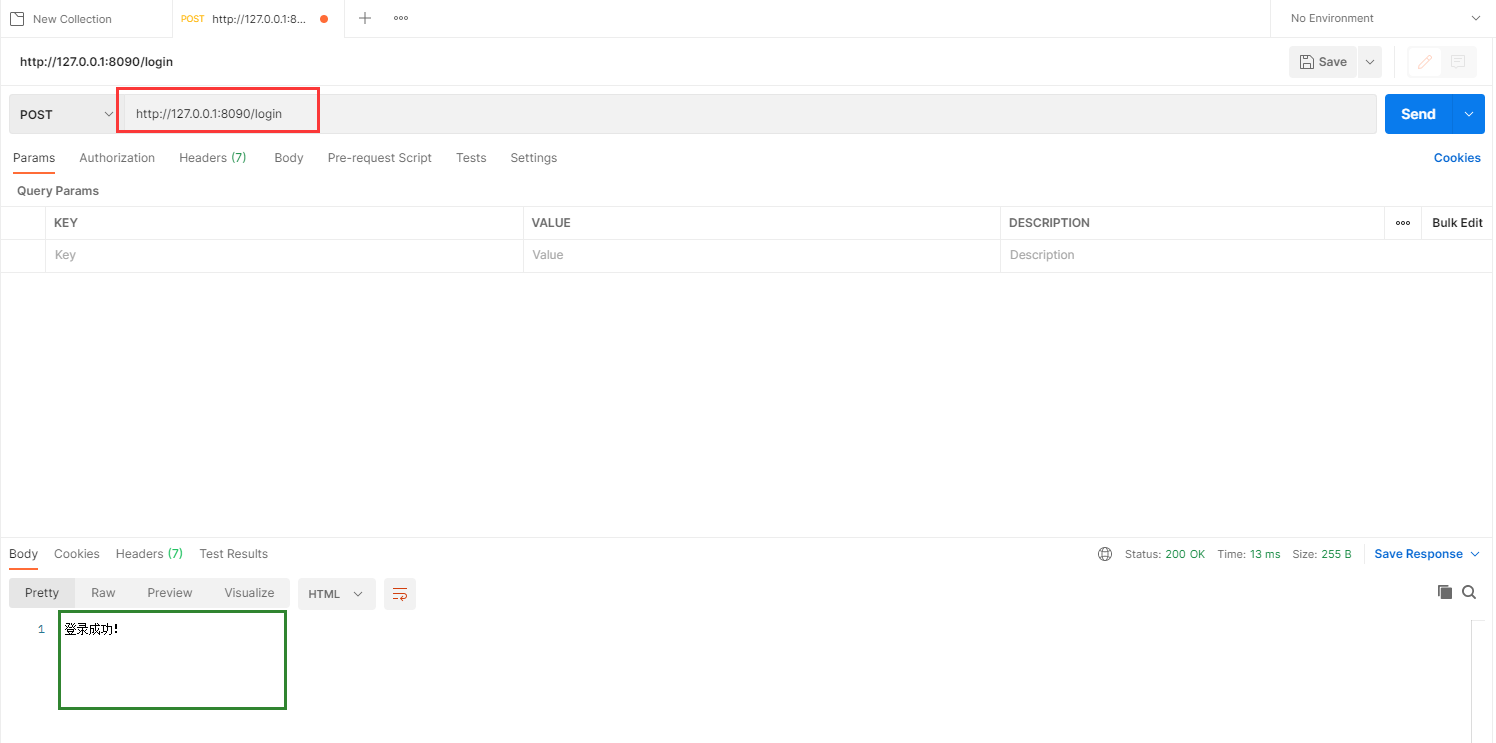 New Collection POST http://127.0.0.1:8... No Environment
http://127.0.0.1:8090/login Save
POST http://127.0.0.1:8090/login Send
Params Authorization Headers (7) Body Pre-request Script Tests Settings Cookies
Query Params
KEY VALUE DESCRIPTION Bulk Edit
Key Value Description
Body Cookies Headers (7) Test Results Status: 200 OK Time: 13 ms Size: 255 B Save Response
Pretty Raw Preview Visualize HTML
1 登录成功!